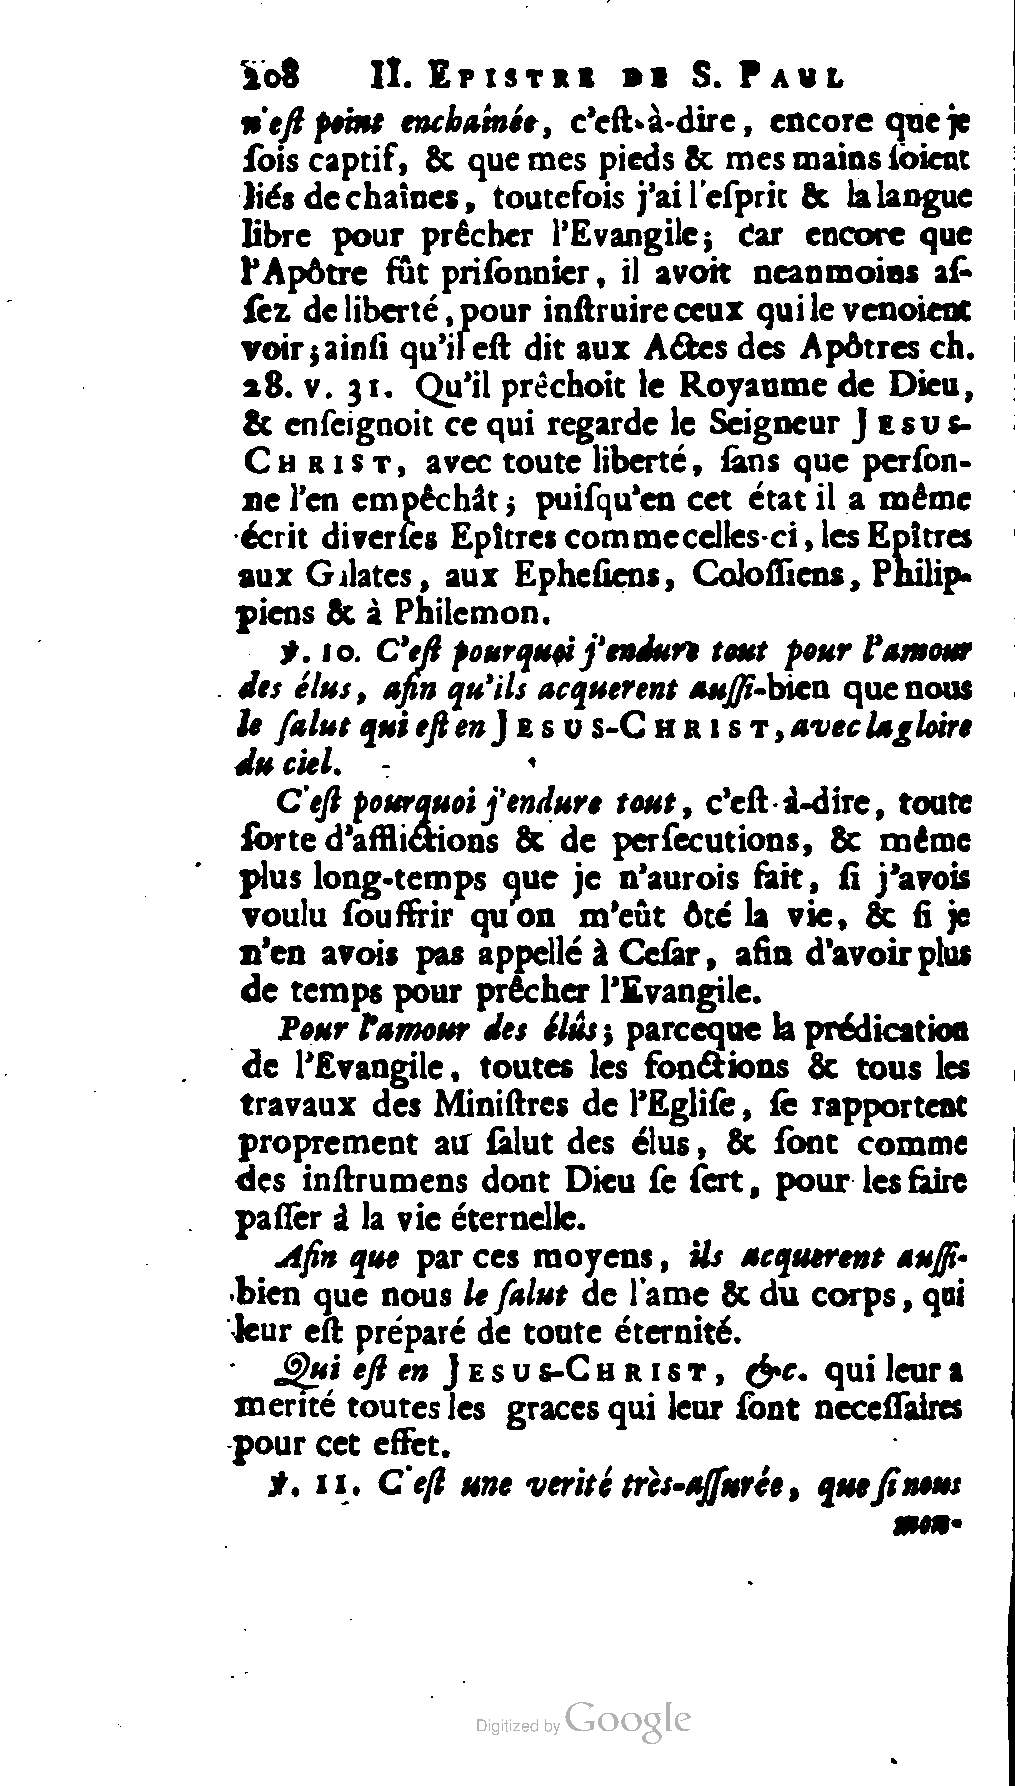 208 II. EPISTRE DE S. PAUL
n'eſt point enchaînée, c'eſt-à-dire, encore que je
ſois captif, & que mes pieds & mes mains ſoient
liés de chaînes, toutefois j'ai l'eſprit & la langue
libre pour prêcher l'Evangile; car encore que
l'Apôtre fût priſonnier, il avoit neanmoins aſ-
ſez de liberté, pour inſtruire ceux qui le venoient
voir; ainſi qu'il eſt dit aux Actes des Apôtres ch.
28. v. 31. Qu'il prêchoit le Royaume de Dieu,
& enſeignoit ce qui regarde le Seigneur JESUS-
CHRIST, avec toute liberté, ſans que perſon-
ne l'en empêchât; puiſqu'en cet état il a même
écrit diverſes Epîtres comme celles-ci, les Epîtres
aux Galates, aux Epheſiens, Coloſſiens, Philip-
piens & à Philemon.
℣. 10. C'eſt pourquoi j'endure tout pour l'amour
des élus, afin qu'ils acquerent auſſi-bien que nous
le ſalut qui eſt en JESUS-CHRIST, avec la gloire
du ciel.
C'eſt pourquoi j'endure tout, c'eſt-à-dire, toute
ſorte d'afflictions & de perſecutions, & même
plus long-temps que je n'aurois fait, ſi j'avois
voulu ſouffrir qu'on m'eût ôté la vie, & ſi je
n'en avois pas appellé à Ceſar, afin d'avoir plus
de temps pour prêcher l'Evangile.
Pour l'amour des élûs; parceque la prédication
de l'Evangile, toutes les fonctions & tous les
travaux des Miniſtres de l'Egliſe, ſe rapportent
proprement au ſalut des élus, & ſont comme
des inſtrumens dont Dieu ſe ſert, pour les faire
paſſer à la vie éternelle.
Afin que par ces moyens, ils acquerent auſſi-
bien que nous le ſalut de l'ame & du corps, qui
leur eſt préparé de toute éternité.
Qui eſt en JESUS-CHRIST, &c. qui leur a
merité toutes les graces qui leur ſont neceſſaires
pour cet effet.
℣. 11. C'eſt une verité très-aſſurée, que ſi nous
mon-
Digitized by Google